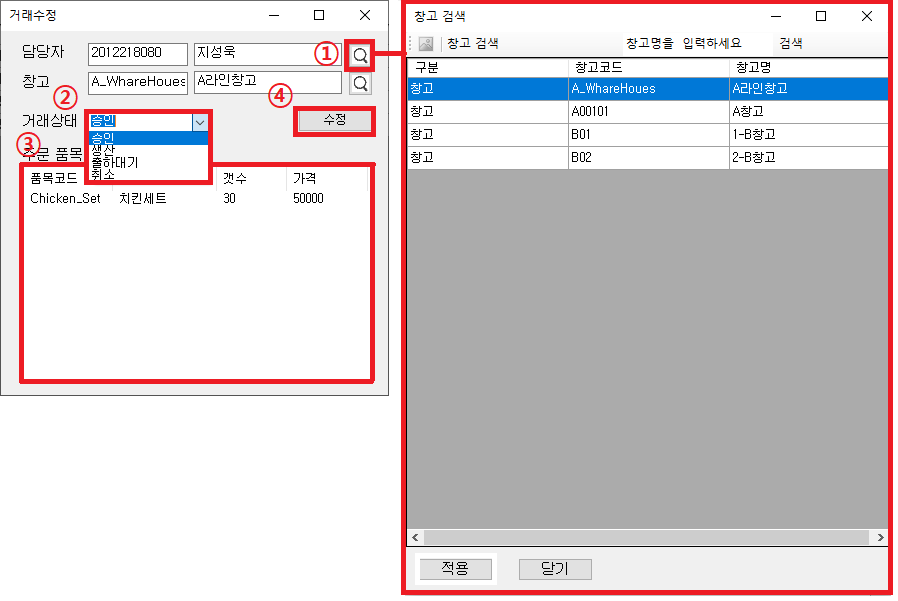 거래수정
담당자 2012218080 지성욱 ①
창고 A_WhareHoues A라인창고
② ④
거래상태 승인 수정
승인
생산
③ 주문 품목 출하대기
취소
품목코드 갯수 가격
Chicken_Set 치킨세트 30 50000
창고 검색
창고 검색 창고명을 입력하세요 검색
구분 창고코드 창고명
창고 A_WhareHoues A라인창고
창고 A00101 A창고
창고 B01 1-B창고
창고 B02 2-B창고
적용 닫기